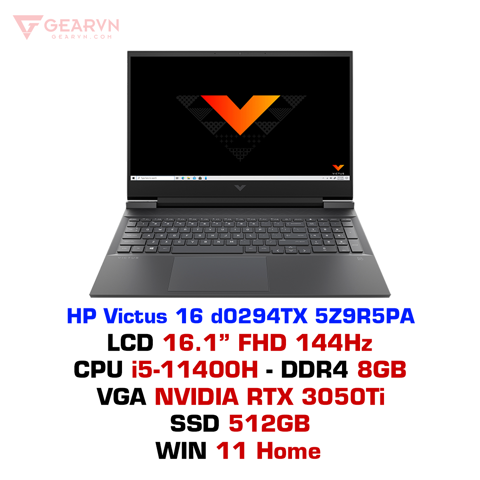 GEARVN
GEARVN.COM
VICTUS
HP Victus 16 d0294TX 5Z9R5PA
LCD 16.1” FHD 144Hz
CPU i5-11400H - DDR4 8GB
VGA NVIDIA RTX 3050Ti
SSD 512GB
WIN 11 Home